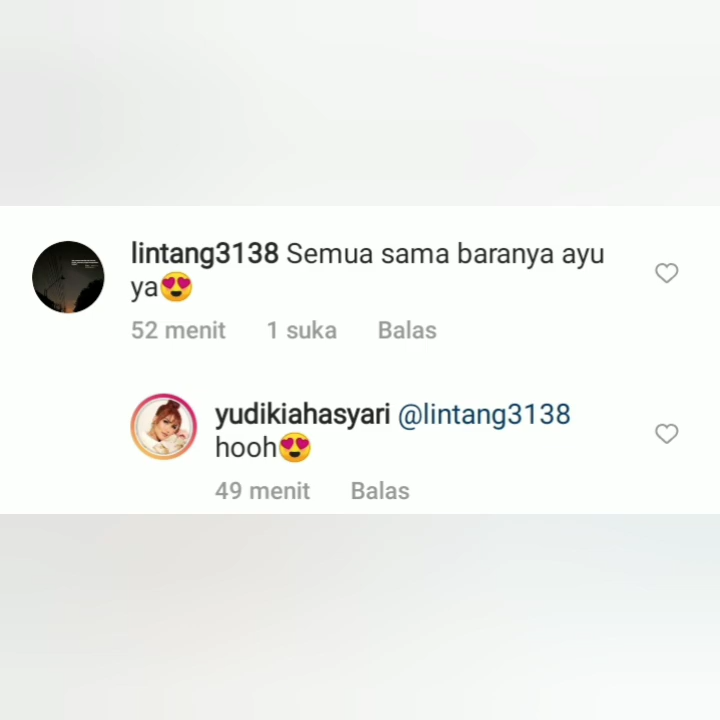 lintang3138 Semua sama baranya ayu
ya😍
52 menit 1 suka Balas
yudikiahasyari @lintang3138
hooh😍
49 menit Balas